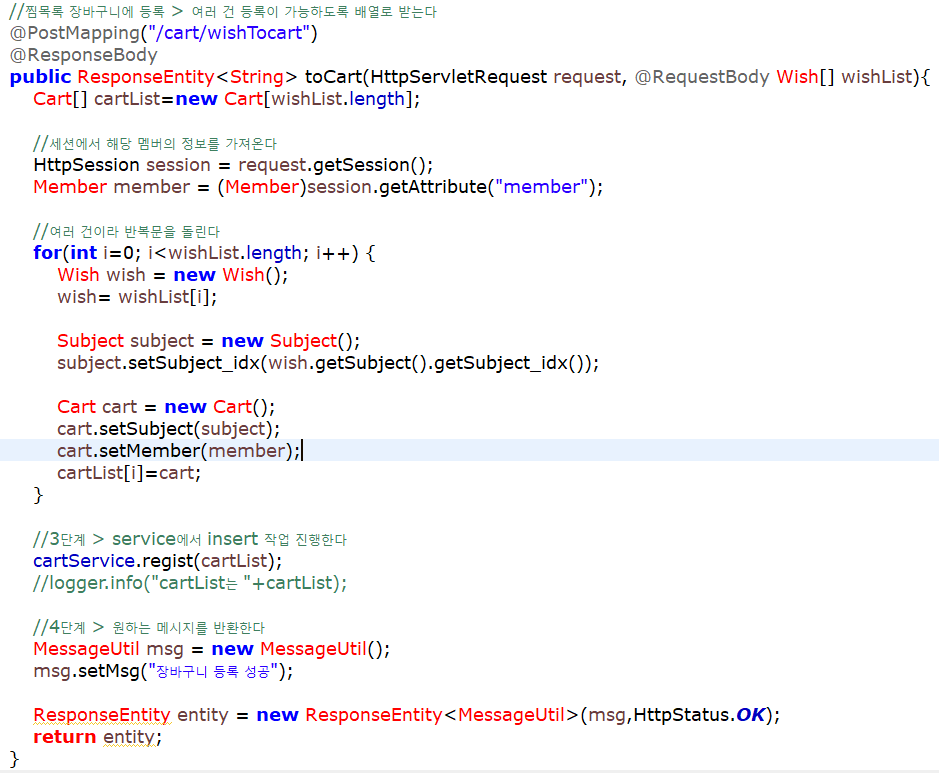 //찜목록 장바구니에 등록 > 여러 건 등록이 가능하도록 배열로 받는다
@PostMapping("/cart/wishTocart")
@ResponseBody
public ResponseEntity<String> toCart(HttpServletRequest request, @RequestBody Wish[] wishList){
Cart[] cartList=new Cart[wishList.length];
//세션에서 해당 멤버의 정보를 가져온다
HttpSession session = request.getSession();
Member member = (Member)session.getAttribute("member");
//여러 건이라 반복문을 돌린다
for(int i=0; i<wishList.length; i++) {
Wish wish = new Wish();
wish= wishList[i];
Subject subject = new Subject();
subject.setSubject_idx(wish.getSubject().getSubject_idx());
Cart cart = new Cart();
cart.setSubject(subject);
cart.setMember(member);
cartList[i]=cart;
}
//3단계 > service에서 insert 작업 진행한다
cartService.regist(cartList);
//logger.info("cartList는 "+cartList);
//4단계 > 원하는 메시지를 반환한다
MessageUtil msg = new MessageUtil();
msg.setMsg("장바구니 등록 성공");
ResponseEntity entity = new ResponseEntity<MessageUtil>(msg,HttpStatus.OK);
return entity;
}